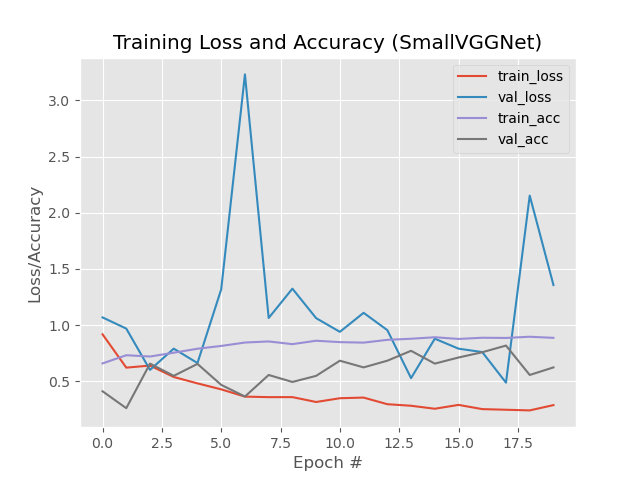 Training Loss and Accuracy (SmallVGGNet)
train_loss
val_loss
train_acc
val_acc
3.0
2.5
2.0
1.5
1.0
0.5
Loss/Accuracy
0.0 2.5 5.0 7.5 10.0 12.5 15.0 17.5
Epoch #